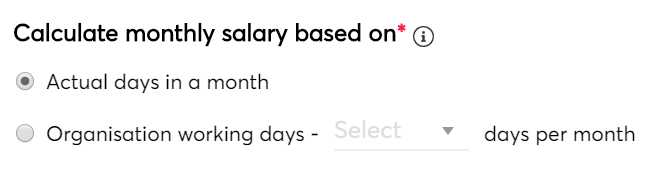 Calculate monthly salary based on*
Actual days in a month
Organisation working days - Select days per month